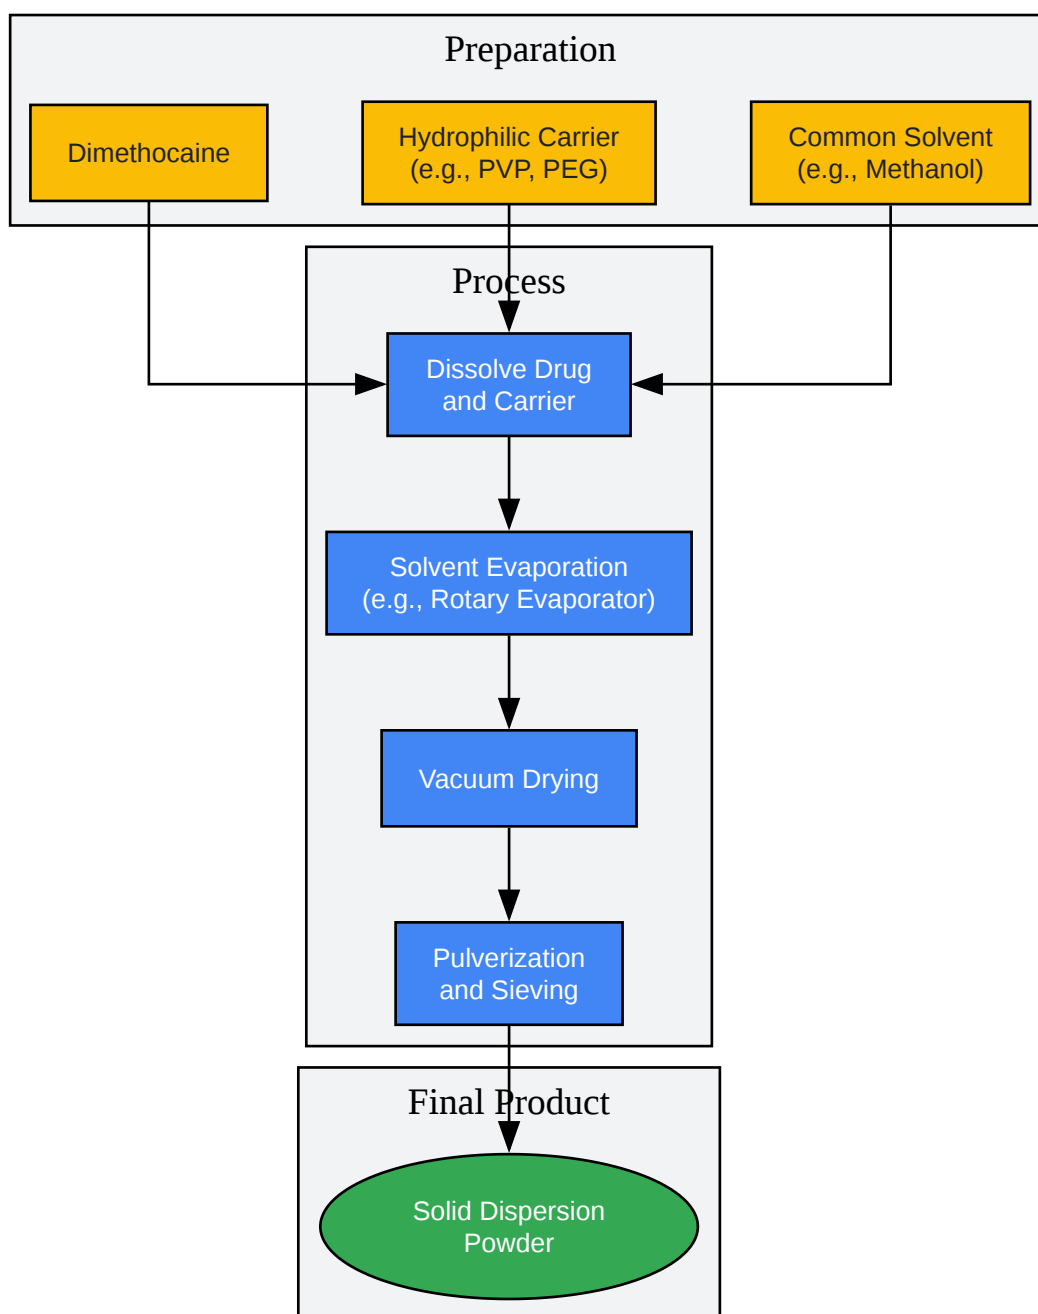 Preparation
Dimethocaine
Hydrophilic Carrier
(e.g., PVP, PEG)
Common Solvent
(e.g., Methanol)
Process
Dissolve Drug
and Carrier
Solvent Evaporation
(e.g., Rotary Evaporator)
Vacuum Drying
Pulverization
and Sieving
Final Product
Solid Dispersion
Powder